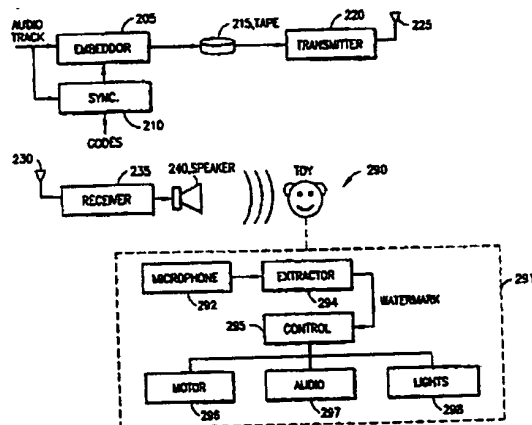 205
215,TAPE
220
225
AUDIO
TRACK
EMBEDDOR
TRANSMITTER
SYNC.
210
CODES
230
235
240,SPEAKER
TOY
290
RECEIVER
291
MICROPHONE
EXTRACTOR
292
294
WATERMARK
295
CONTROL
MOTOR
AUDIO
LIGHTS
296
297
298